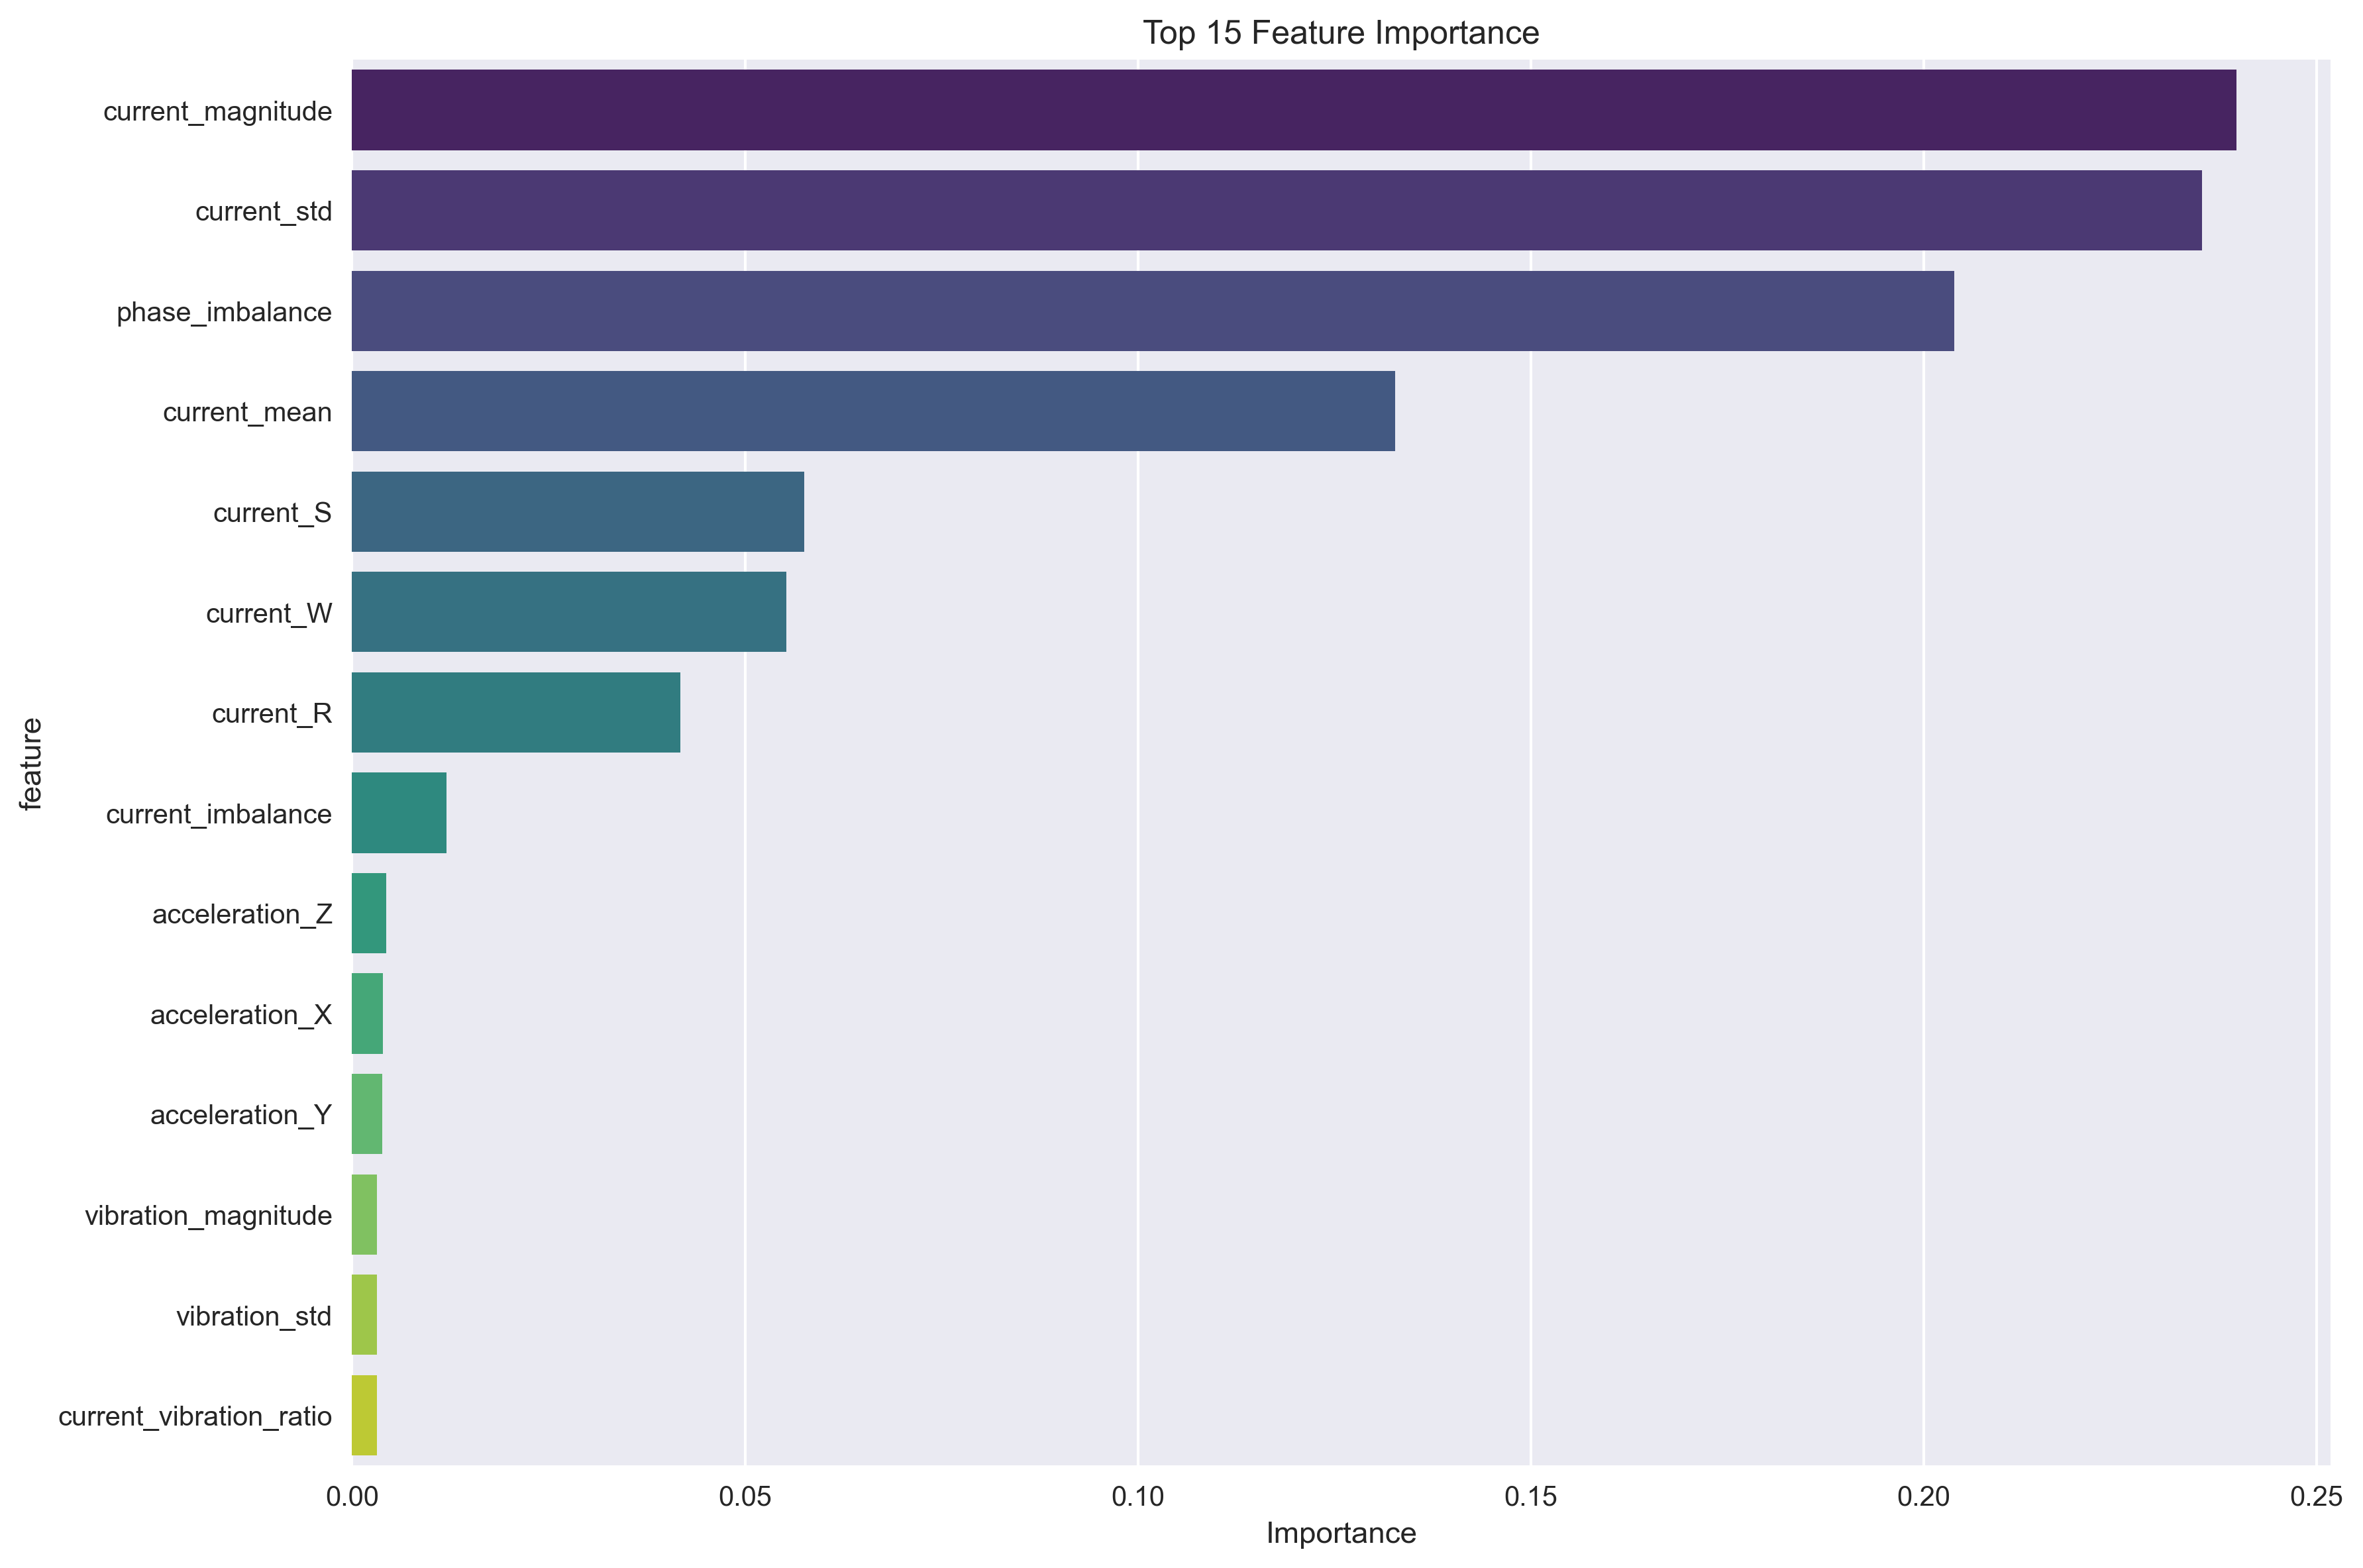 Top 15 Feature Importance
current_magnitude
current_std
phase_imbalance
current_mean
current_S
current_W
current_R
current_imbalance
acceleration_Z
acceleration_X
acceleration_Y
vibration_magnitude
vibration_std
current_vibration_ratio
feature
0.00 0.05 0.10 0.15 0.20 0.25
Importance